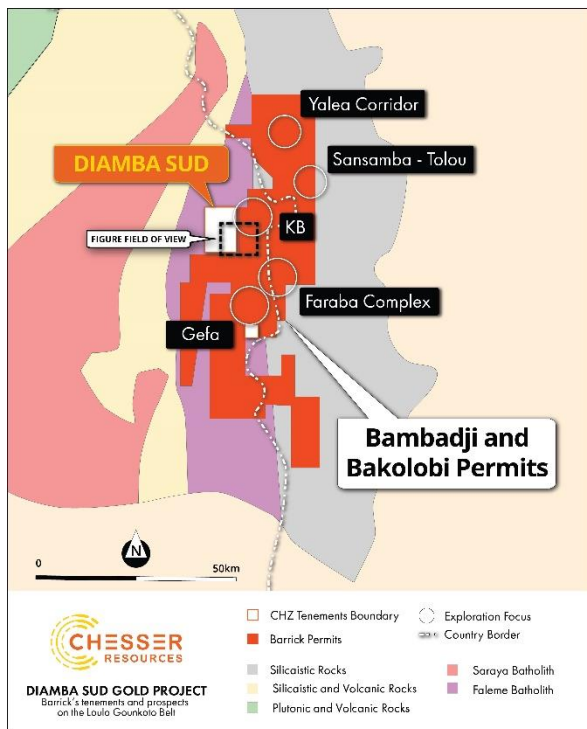 Yalea Corridor
Sansamba - Tolou
DIAMBA SUD
KB
FIGURE FIELD OF VIEW
Faraba Complex
Gefa
Bambadji and
Bakolobi Permits
N
0
50km
CHESSER
RESOURCES
DIAMBA SUD GOLD PROJECT
Barrick's tenements and prospects
on the Loula Gounkoto Belt
CHZ Tenements Boundary
Exploration Focus
Barrick Permits
Country Border
Silicaistic Rocks
Saraya Batholith
Silicaistic and Volcanic Rocks
Faleme Batholith
Plutonic and Volcanic Rocks